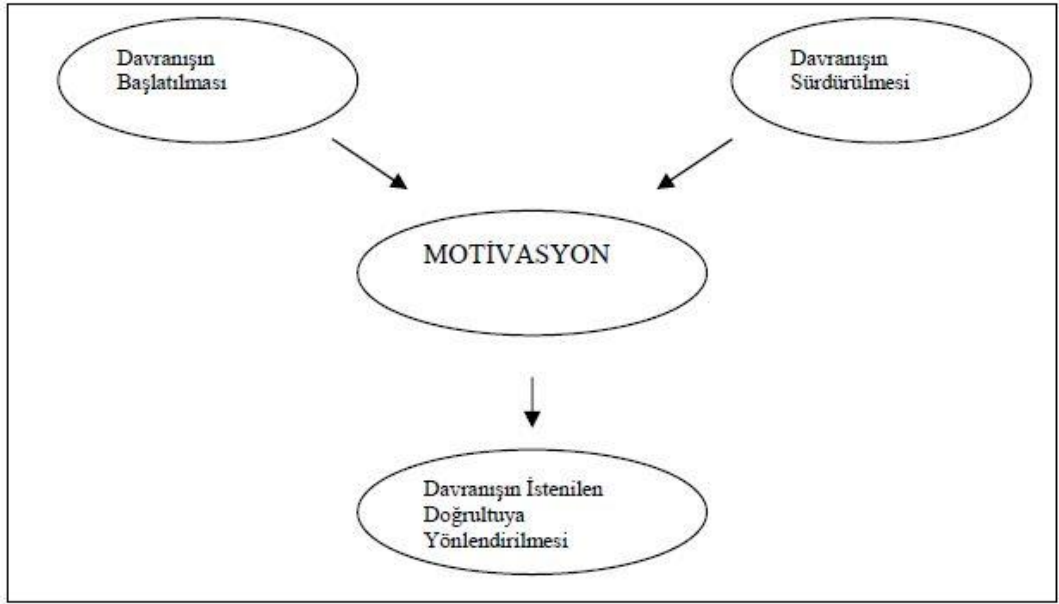 Davranışın
Başlatılması
Davranışın
Sürdürülmesi
MOTİVASYON
Davranışın İstenilen
Doğrultuya
Yönlendirilmesi